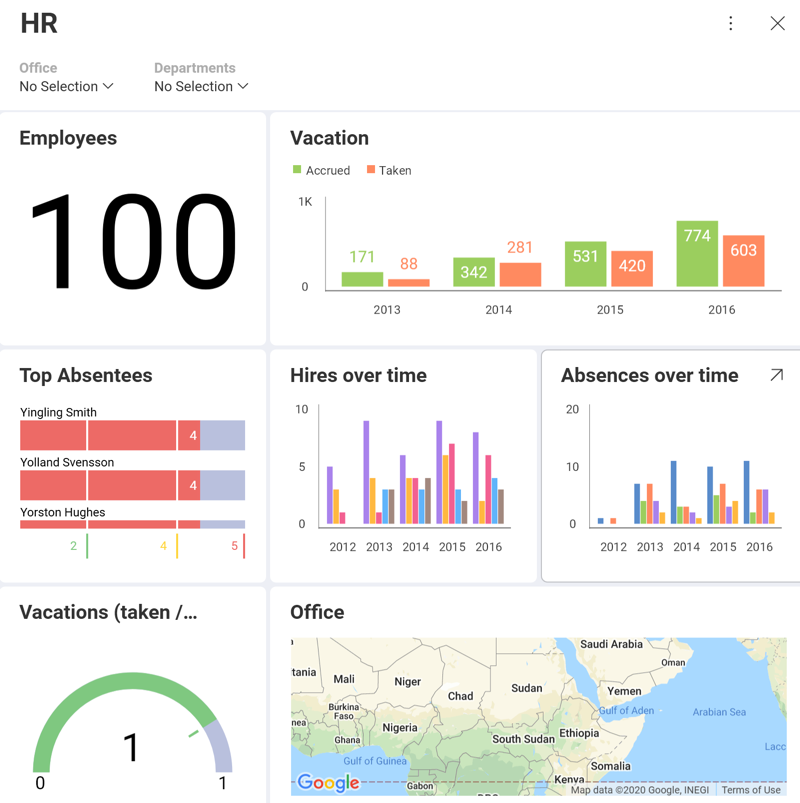 HR
Office
Departments
No Selection
No Selection
Employees
100
Vacation
Accrued
Taken
1K
0
171
88
342
281
531
420
774
603
2013
2014
2015
2016
Top Absentees
Yingling Smith
4
Yolland Svensson
4
Yorston Hughes
2
4
5
Hires over time
10
5
0
2012
2013
2014
2015
2016
Absences over time
20
10
0
2012
2013
2014
2015
2016
Vacations (taken /...
1
0
1
Office
Saudi Arabia
Oman
tania
Mali
Niger
Chad
Sudan
Yemen
Burkina
Faso
Gulf of Aden
Arabian Sea
nea
Ghana
Nigeria
South Sudan
Ethiopia
Lacc
Gulf of Guinea
Somalia
Gabon
Kenya
Google
Map data ©2020 Google, INEGI
Terms of Use